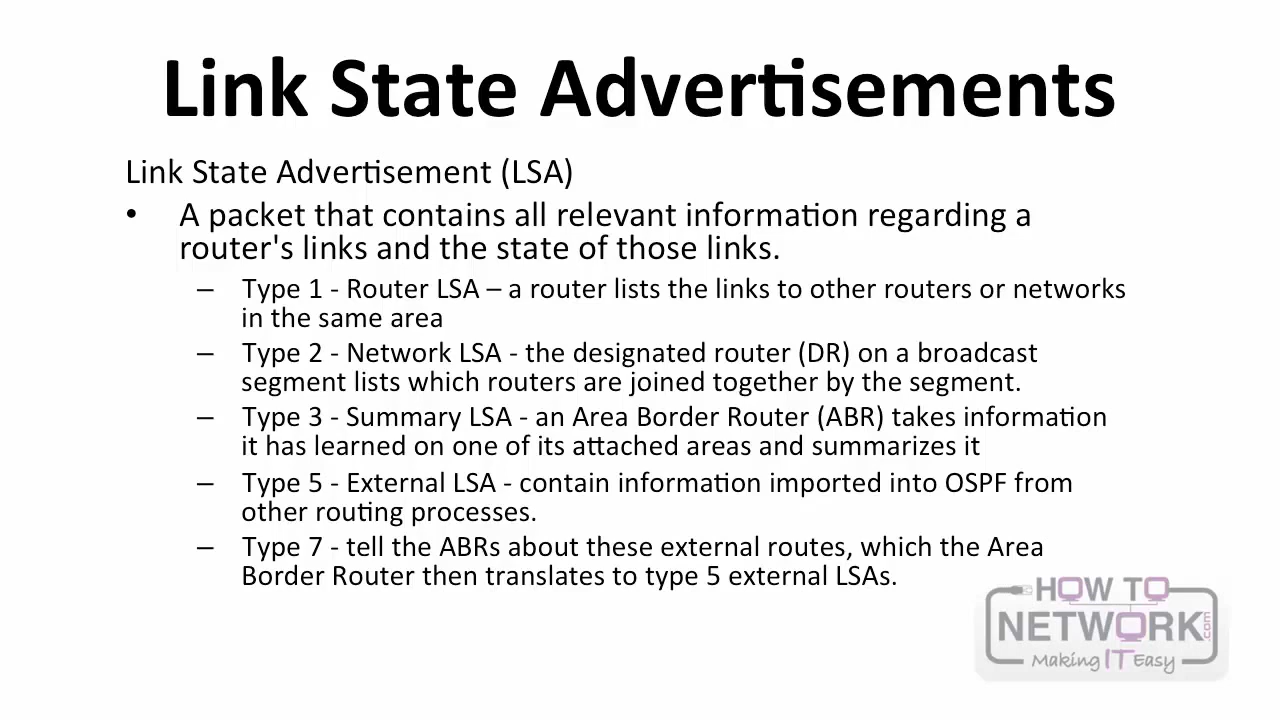 Link State Advertisements
Link State Advertisement (LSA)
• A packet that contains all relevant information regarding a
router's links and the state of those links.
– Type 1 - Router LSA – a router lists the links to other routers or networks
in the same area
– Type 2 - Network LSA - the designated router (DR) on a broadcast
segment lists which routers are joined together by the segment.
– Type 3 - Summary LSA - an Area Border Router (ABR) takes information
it has learned on one of its attached areas and summarizes it
– Type 5 - External LSA - contain information imported into OSPF from
other routing processes.
– Type 7 - tell the ABRs about these external routes, which the Area
Border Router then translates to type 5 external LSAs.
HOW TO
NETWORK.com
Making IT Easy